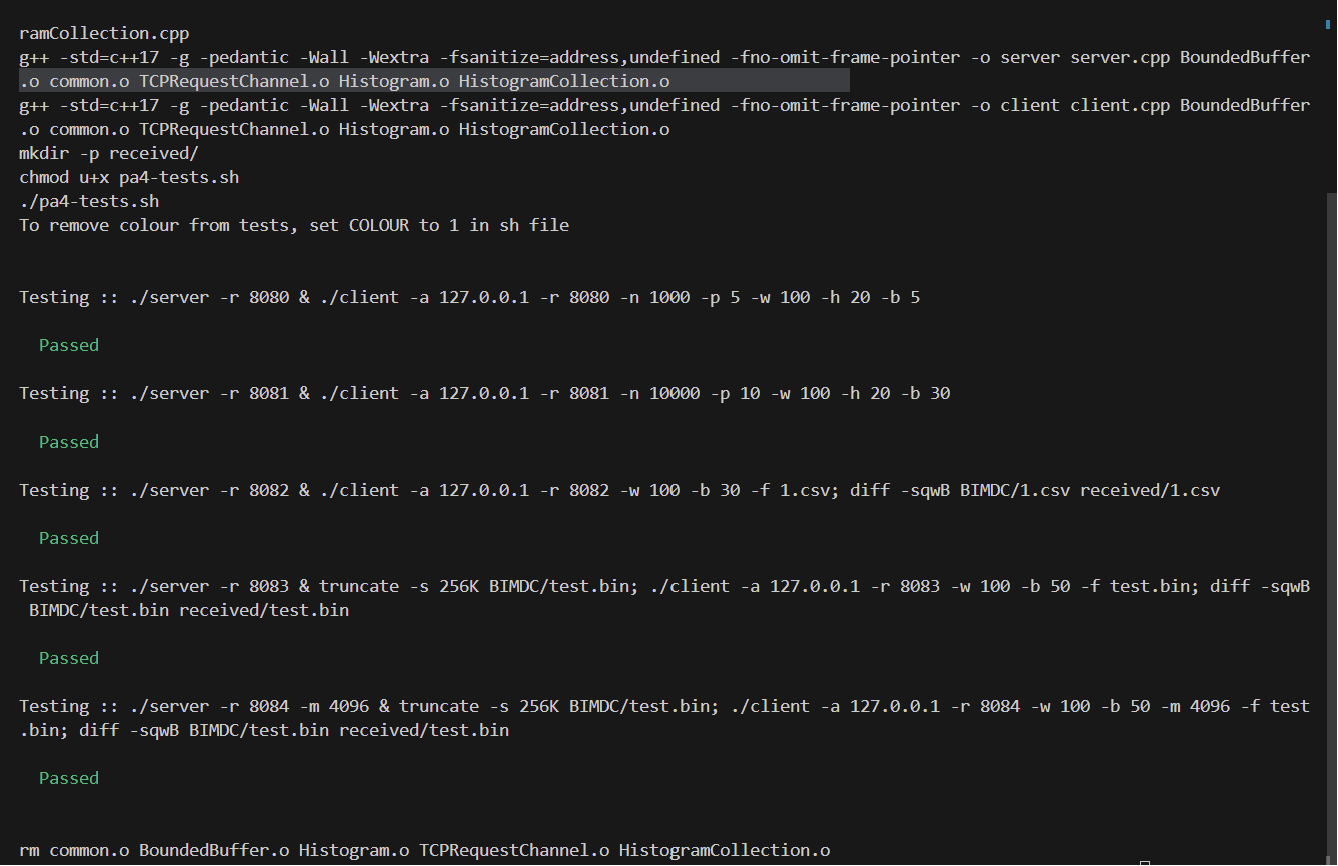 ramCollection.cpp
g++ -std=c++17 -g -pedantic -Wall -Wextra -fsanitize=address,undefined -fno-omit-frame-pointer -o server server.cpp BoundedBuffer
.o common.o TCPRequestChannel.o Histogram.o HistogramCollection.o
g++ -std=c++17 -g -pedantic -Wall -Wextra -fsanitize=address,undefined -fno-omit-frame-pointer -o client client.cpp BoundedBuffer
.o common.o TCPRequestChannel.o Histogram.o HistogramCollection.o
mkdir -p received/
chmod u+x pa4-tests.sh
./pa4-tests.sh
To remove colour from tests, set COLOUR to 1 in sh file
Testing :: ./server -r 8080 & ./client -a 127.0.0.1 -r 8080 -n 1000 -p 5 -w 100 -h 20 -b 5
Passed
Testing :: ./server -r 8081 & ./client -a 127.0.0.1 -r 8081 -n 10000 -p 10 -w 100 -h 20 -b 30
Passed
Testing :: ./server -r 8082 & ./client -a 127.0.0.1 -r 8082 -w 100 -b 30 -f 1.csv; diff -sqwB BIMDC/1.csv received/1.csv
Passed
Testing :: ./server -r 8083 & truncate -s 256K BIMDC/test.bin; ./client -a 127.0.0.1 -r 8083 -w 100 -b 50 -f test.bin; diff -sqwB
BIMDC/test.bin received/test.bin
Passed
Testing :: ./server -r 8084 -m 4096 & truncate -s 256K BIMDC/test.bin; ./client -a 127.0.0.1 -r 8084 -w 100 -b 50 -m 4096 -f test
.bin; diff -sqwB BIMDC/test.bin received/test.bin
Passed
rm common.o BoundedBuffer.o Histogram.o TCPRequestChannel.o HistogramCollection.o